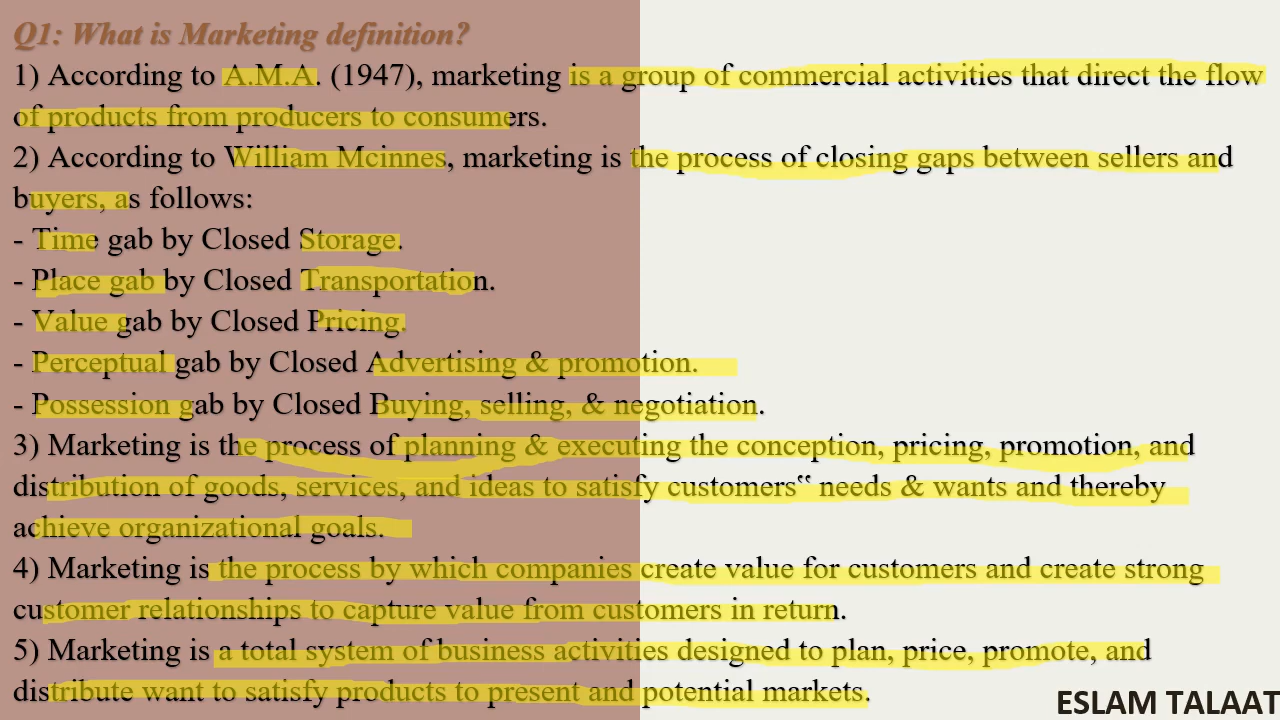 Q1: What is Marketing definition?
1) According to A.M.A. (1947), marketing is a group of commercial activities that direct the flow
of products from producers to consumers.
2) According to William Mcinnes, marketing is the process of closing gaps between sellers and
buyers, as follows:
- Time gab by Closed Storage.
- Place gab by Closed Transportation.
- Value gab by Closed Pricing.
- Perceptual gab by Closed Advertising & promotion.
- Possession gab by Closed Buying, selling, & negotiation.
3) Marketing is the process of planning & executing the conception, pricing, promotion, and
distribution of goods, services, and ideas to satisfy customers‟ needs & wants and thereby
achieve organizational goals.
4) Marketing is the process by which companies create value for customers and create strong
customer relationships to capture value from customers in return.
5) Marketing is a total system of business activities designed to plan, price, promote, and
distribute want to satisfy products to present and potential markets.
ESLAM TALAAT